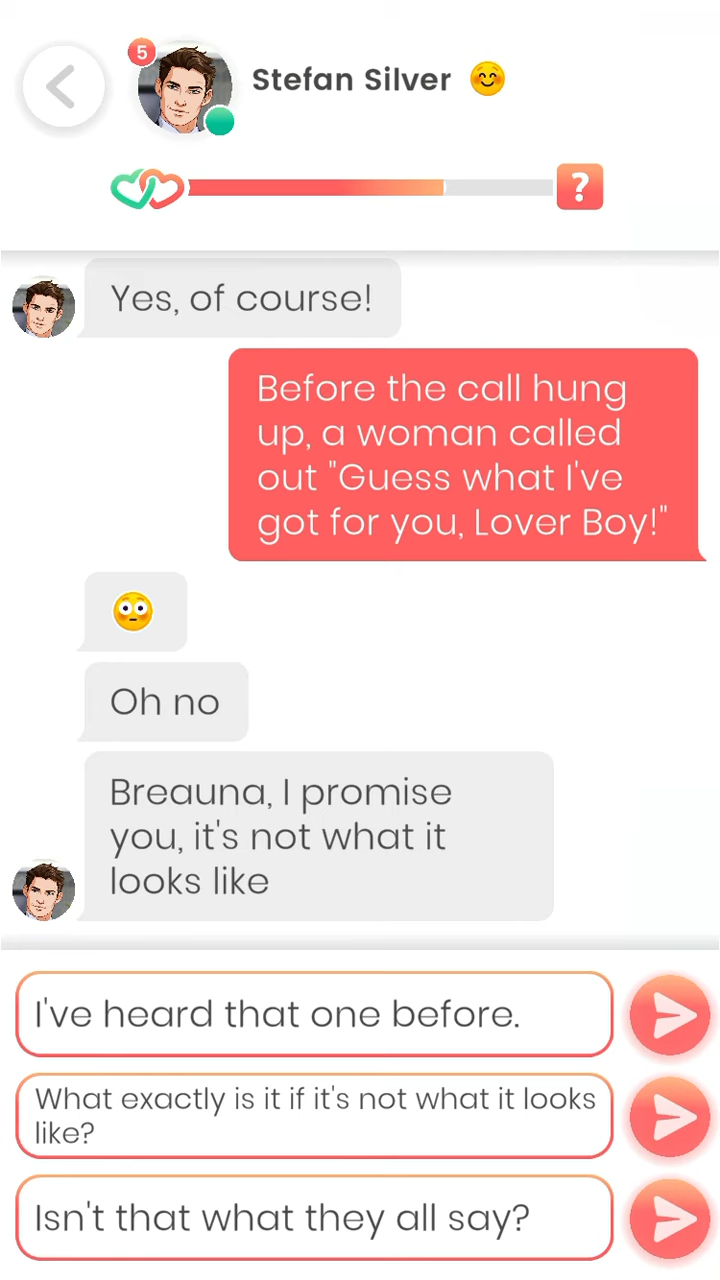 5
Stefan Silver 😊
?
Yes, of course!
Before the call hung
up, a woman called
out "Guess what I've
got for you, Lover Boy!"
😳
Oh no
Breauna, I promise
you, it's not what it
looks like
I've heard that one before.
What exactly is it if it's not what it looks
like?
Isn't that what they all say?